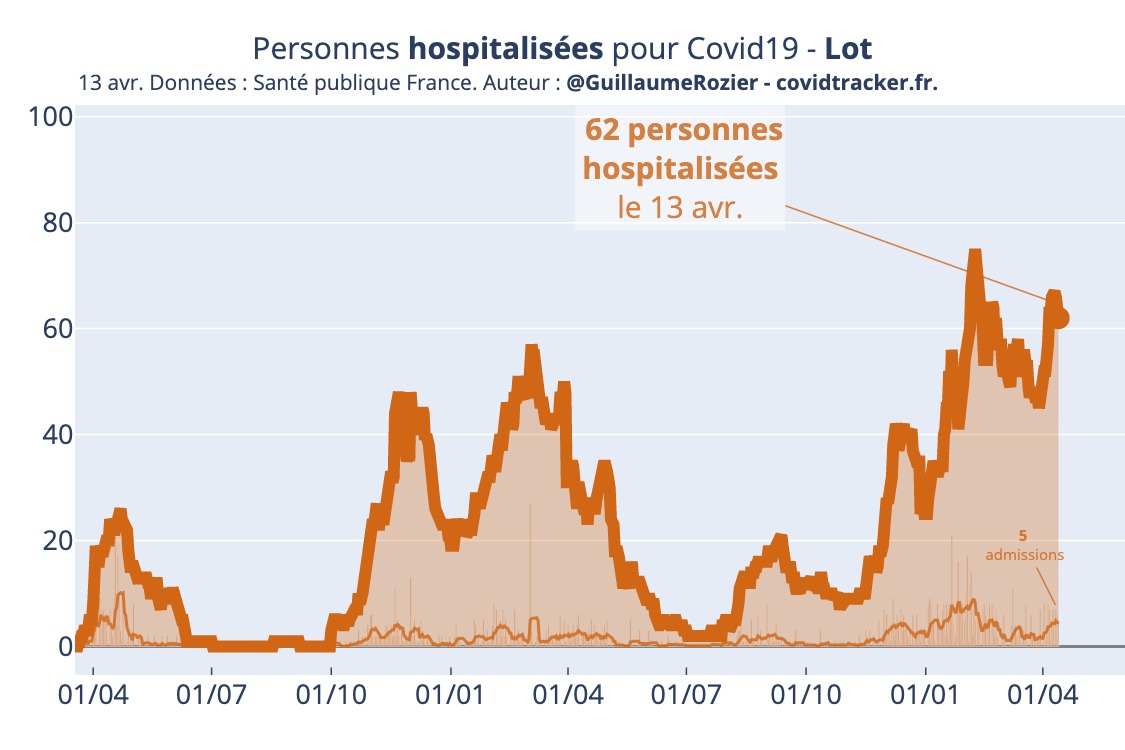 Personnes hospitalisées pour Covid19 - Lot
13 avr. Données : Santé publique France. Auteur : @GuillaumeRozier - covidtracker.fr.
100
62 personnes
hospitalisées
le 13 avr.
80
60
40
20
5
admissions
0
01/04 01/07 01/10 01/01 01/04 01/07 01/10 01/01 01/04